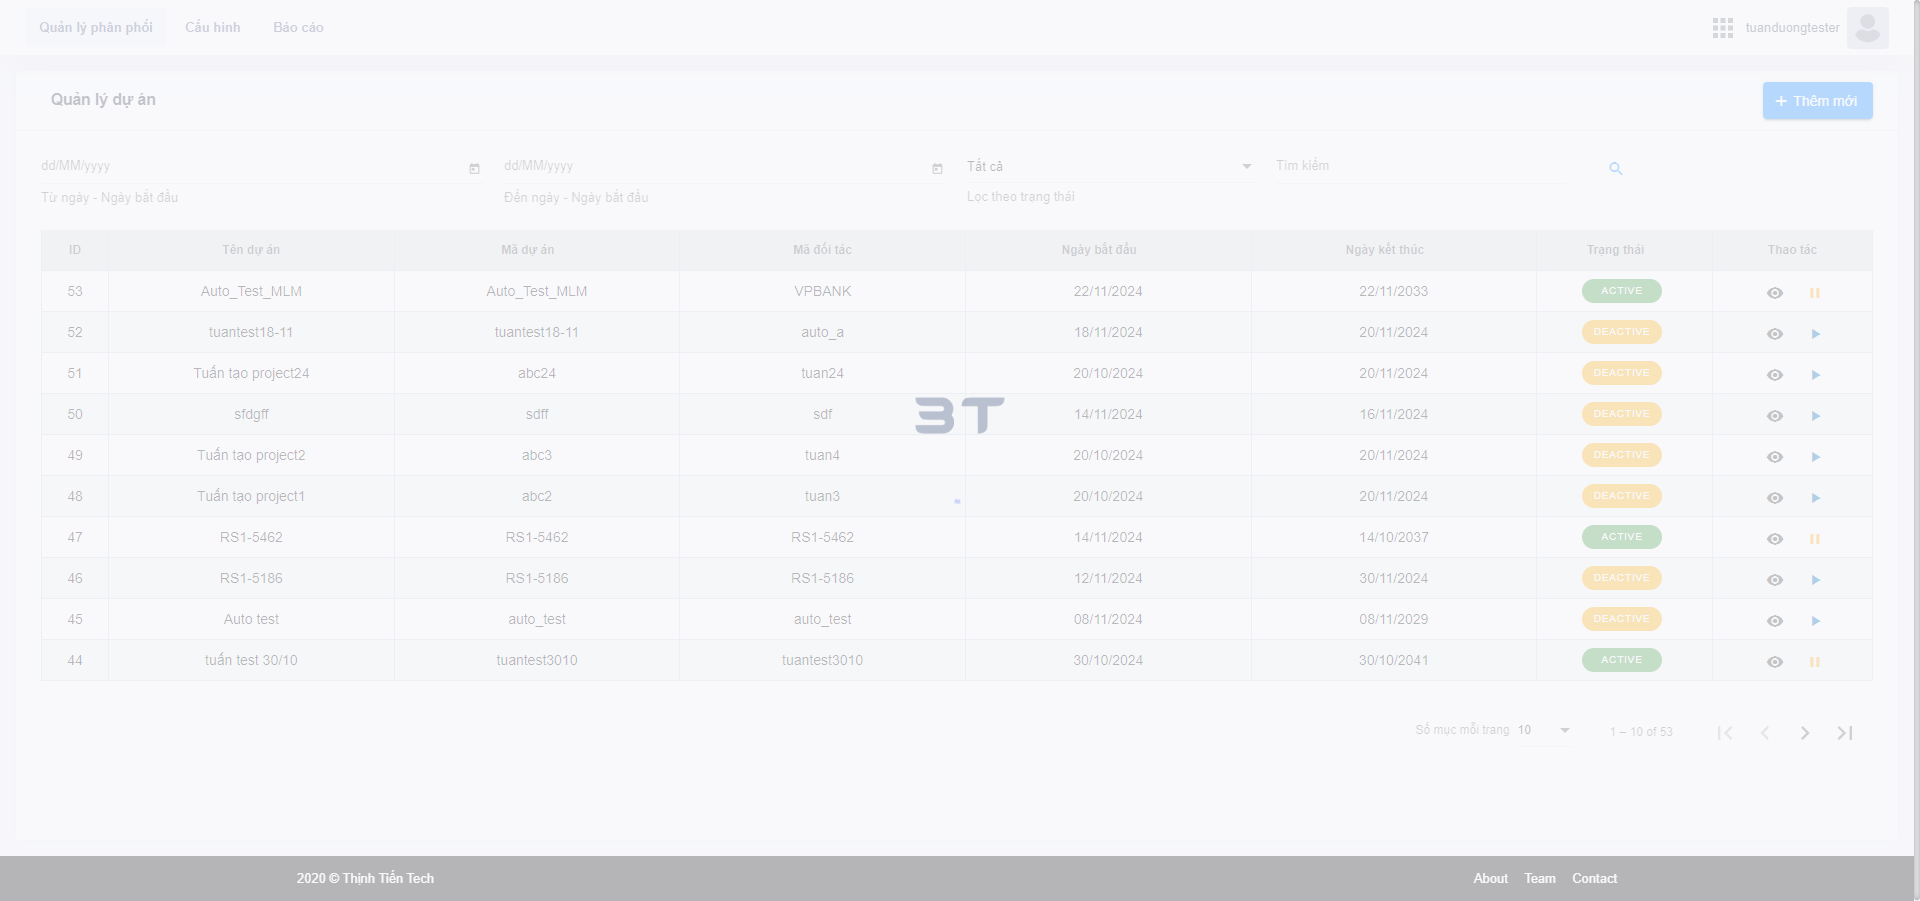 Quản lý phân phối Cấu hình Báo cáo tuanduongtester
Quản lý dự án + Thêm mới
dd/MM/yyyy dd/MM/yyyy Tất cả Tìm kiếm
Từ ngày - Ngày bắt đầu Đến ngày - Ngày bắt đầu Lọc theo trạng thái
ID Tên dự án Mã dự án Mã đối tác Ngày bắt đầu Ngày kết thúc Trạng thái Thao tác
53 Auto_Test_MLM Auto_Test_MLM VPBANK 22/11/2024 22/11/2033 ACTIVE
52 tuantest18-11 tuantest18-11 auto_a 18/11/2024 20/11/2024 DEACTIVE
51 Tuấn tạo project24 abc24 tuan24 20/10/2024 20/11/2024 DEACTIVE
50 sfdgff sdff sdf 14/11/2024 16/11/2024 DEACTIVE
3T
49 Tuấn tạo project2 abc3 tuan4 20/10/2024 20/11/2024 DEACTIVE
48 Tuấn tạo project1 abc2 tuan3 20/10/2024 20/11/2024 DEACTIVE
47 RS1-5462 RS1-5462 RS1-5462 14/11/2024 14/10/2037 ACTIVE
46 RS1-5186 RS1-5186 RS1-5186 12/11/2024 30/11/2024 DEACTIVE
45 Auto test auto_test auto_test 08/11/2024 08/11/2029 DEACTIVE
44 tuấn test 30/10 tuantest3010 tuantest3010 30/10/2024 30/10/2041 ACTIVE
Số mục mỗi trang 10 1 – 10 of 53
2020 © Thịnh Tiến Tech About Team Contact